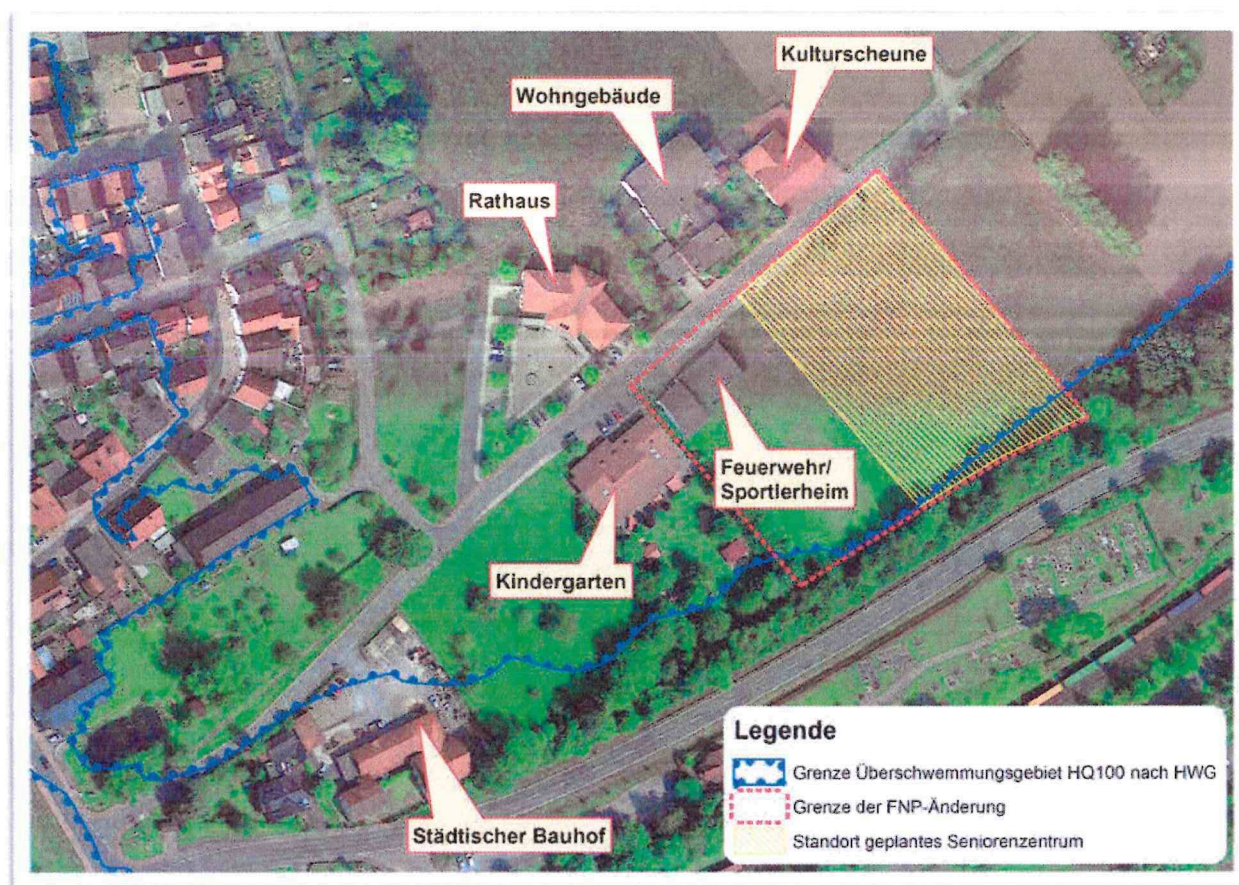 Kulturscheune
Wohngebäude
Rathaus
Feuerwehr/
Sportlerheim
Kindergarten
Städtischer Bauhof
Legende
Grenze Überschwemmungsgebiet HQ100 nach HWG
Grenze der FNP-Änderung
Standort geplantes Seniorenzentrum